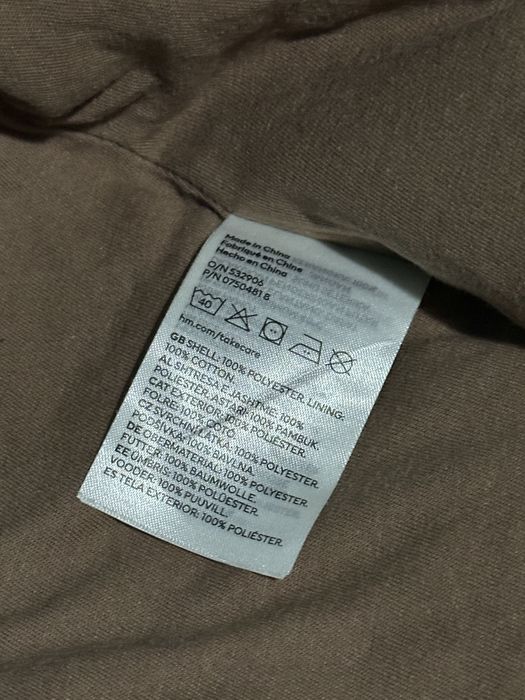 Made in China
Fabriqué en Chine
Hecho en China
O/N 532906
P/N 0750481 8
40
hm.com/takecare
GB SHELL: 100% POLYESTER. LINING:
100% COTTON.
AL SHTRESA E JASHTME: 100%
POLIESTER. ASTARI: 100% PAMBUK.
CAT EXTERIOR: 100% POLIÈSTER.
FOLRE: 100% COTÓ.
CZ SVRCHNÍ LÁTKA: 100% POLYESTER.
PODŠÍVKA: 100% BAVLNA.
DE OBERMATERIAL: 100% POLYESTER.
FUTTER: 100% BAUMWOLLE.
EE ÜMBRIS: 100% POLÜESTER.
VOODER: 100% PUUVILL.
ES TELA EXTERIOR: 100% POLIÉSTER.